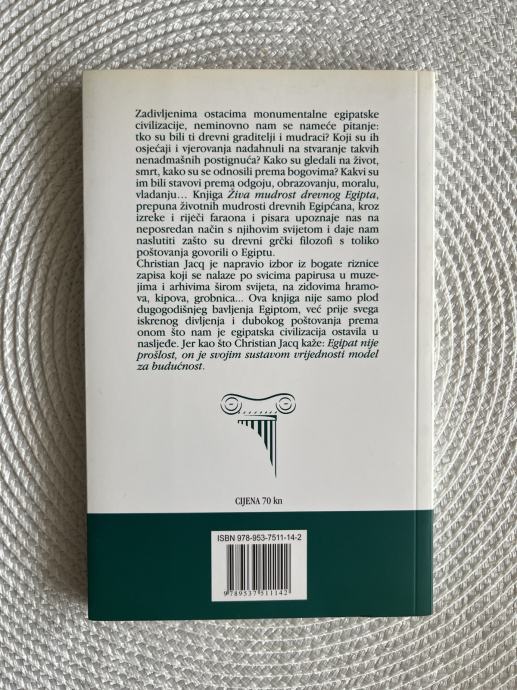 Zadivljenima ostacima monumentalne egipatske
civilizacije, neminovno nam se nameće pitanje:
tko su bili ti drevni graditelji i mudraci? Koji su ih
osjećaji i vjerovanja nadahnuli na stvaranje takvih
nenadmašnih postignuća? Kako su gledali na život,
smrt, kako su se odnosili prema bogovima? Kakvi su
im bili stavovi prema odgoju, obrazovanju, moralu,
vladanju... Knjiga Živa mudrost drevnog Egipta,
prepuna životnih mudrosti drevnih Egipćana, kroz
izreke i riječi faraona i pisara upoznaje nas na
neposredan način s njihovim svijetom i daje nam
naslutiti zašto su drevni grčki filozofi s toliko
poštovanja govorili o Egiptu.
Christian Jacq je napravio izbor iz bogate riznice
zapisa koji se nalaze po svicima papirusa u muze-
jima i arhivima širom svijeta, na zidovima hramo-
va, kipova, grobnica... Ova knjiga nije samo plod
dugogodišnjeg bavljenja Egiptom, već prije svega
iskrenog divljenja i dubokog poštovanja prema
onom što nam je egipatska civilizacija ostavila u
nasljeđe. Jer kao što Christian Jacq kaže: Egipat nije
prošlost, on je svojim sustavom vrijednosti model
za budućnost.
CIJENA 70 kn
ISBN 978-953-7511-14-2
9 789537 511142